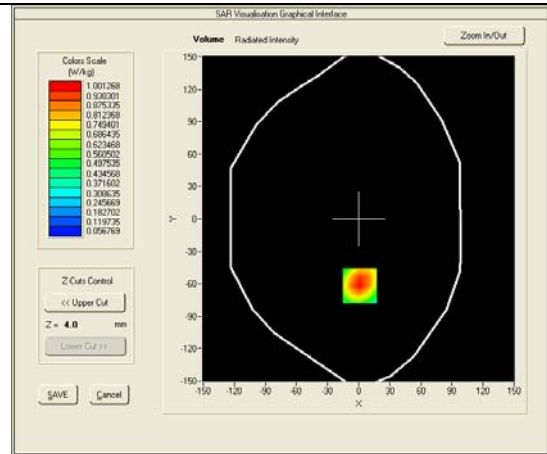 SAR Visualisation Graphical Interface
Volume Radiated Intensity
Zoom In/Out
Colors Scale
(W/kg)
1.001268
0.938301
0.875335
0.812368
0.749401
0.686435
0.623468
0.560502
0.497535
0.434568
0.371602
0.308635
0.245669
0.182702
0.119735
0.056769
Z Cuts Control
<< Upper Cut
Z = 4.0 mm
Lower Cut >>
SAVE Cancel
150
120
90
60
30
0
-30
-60
-90
-120
-150
Y
-150 -120 -90 -60 -30 0 30 60 90 120 150
X